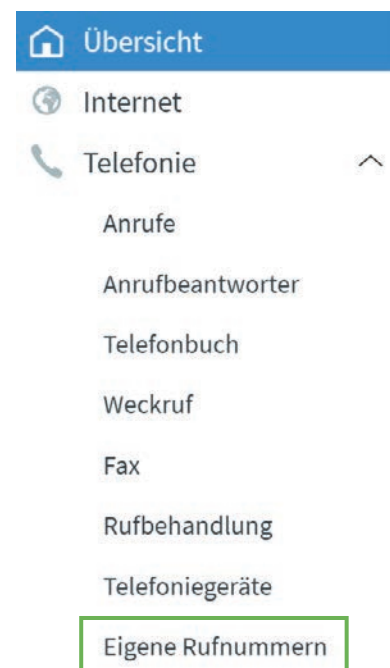 Übersicht
Internet
Telefonie
Anrufe
Anrufbeantworter
Telefonbuch
Weckruf
Fax
Rufbehandlung
Telefoniegeräte
Eigene Rufnummern